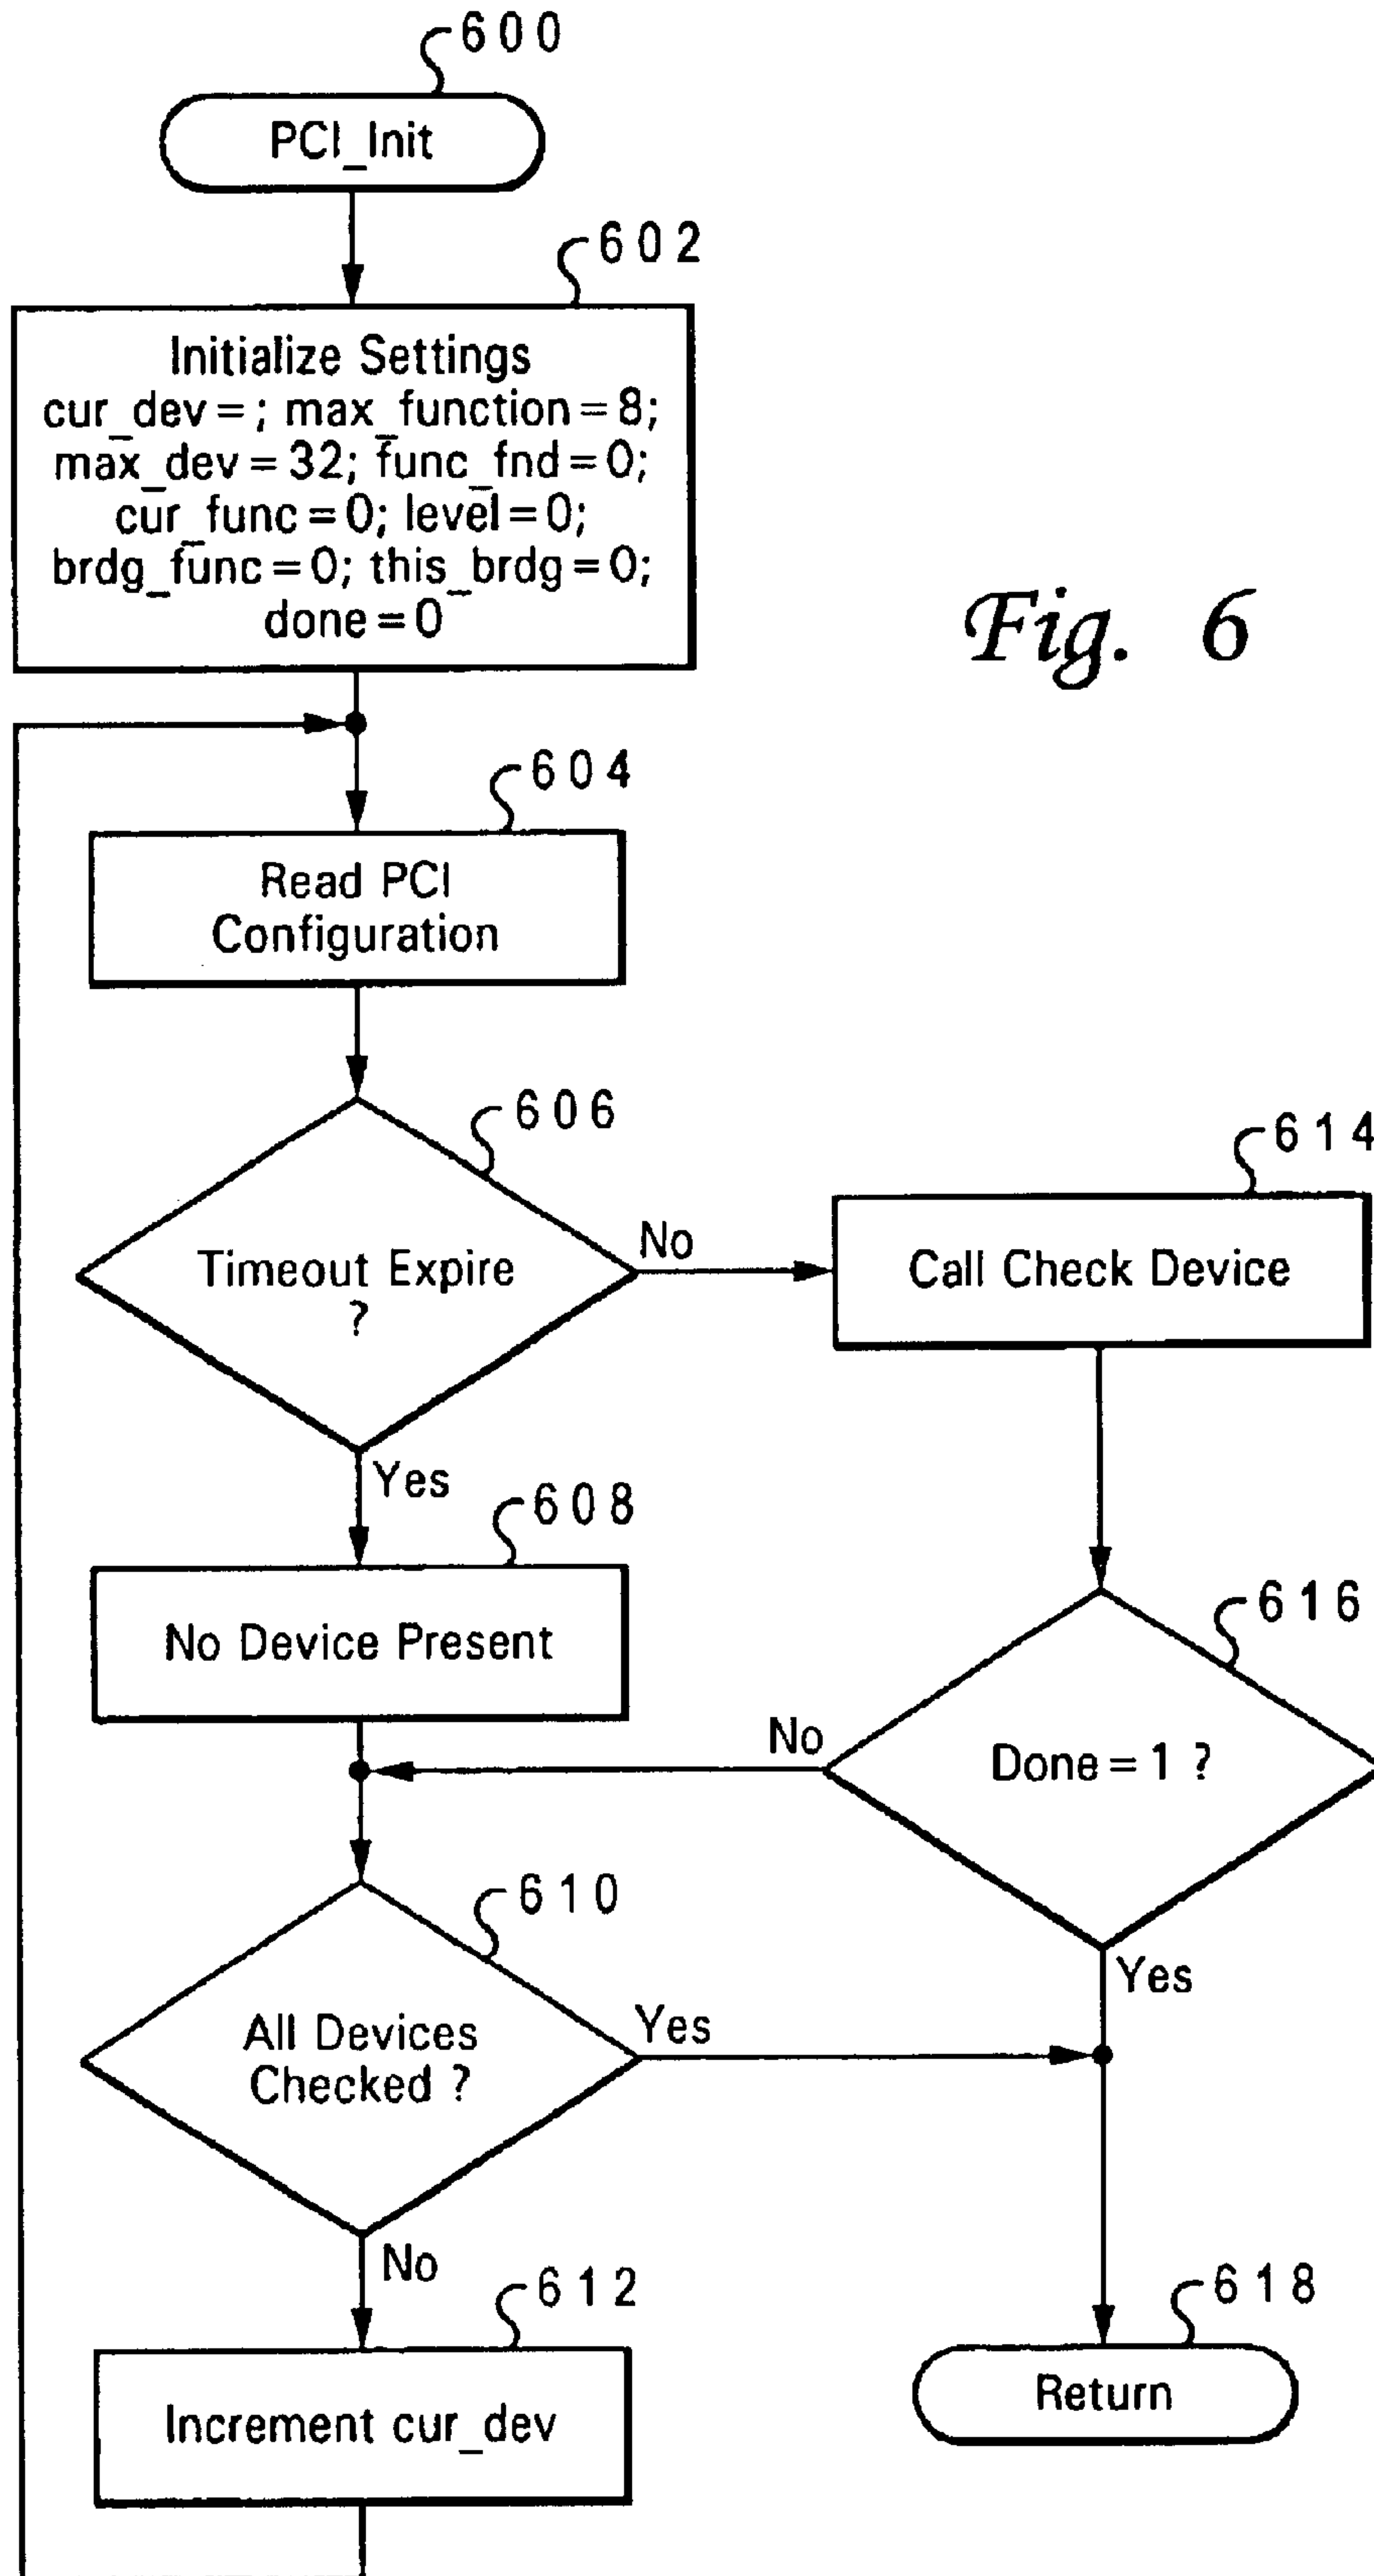 600
PCI_Init
602
Initialize Settings
cur_dev = ; max_function = 8;
max_dev = 32; func_fnd = 0;
cur_func = 0; level = 0;
brdg_func = 0; this_brdg = 0;
done = 0
Fig. 6
604
Read PCI
Configuration
606
Timeout Expire
?
No
614
Call Check Device
Yes
608
No Device Present
616
Done = 1 ?
No
Yes
610
All Devices
Checked ?
Yes
No
612
Increment cur_dev
618
Return